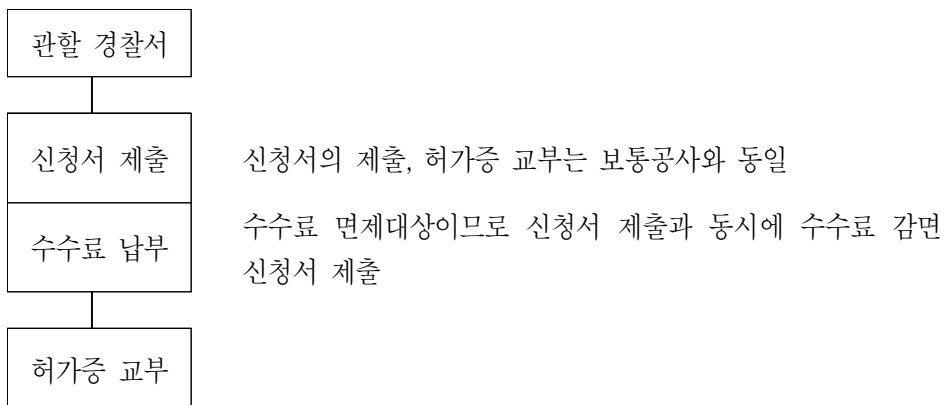 관할 경찰서
신청서 제출
신청서의 제출, 허가증 교부는 보통공사와 동일
수수료 납부
수수료 면제대상이므로 신청서 제출과 동시에 수수료 감면
신청서 제출
허가증 교부